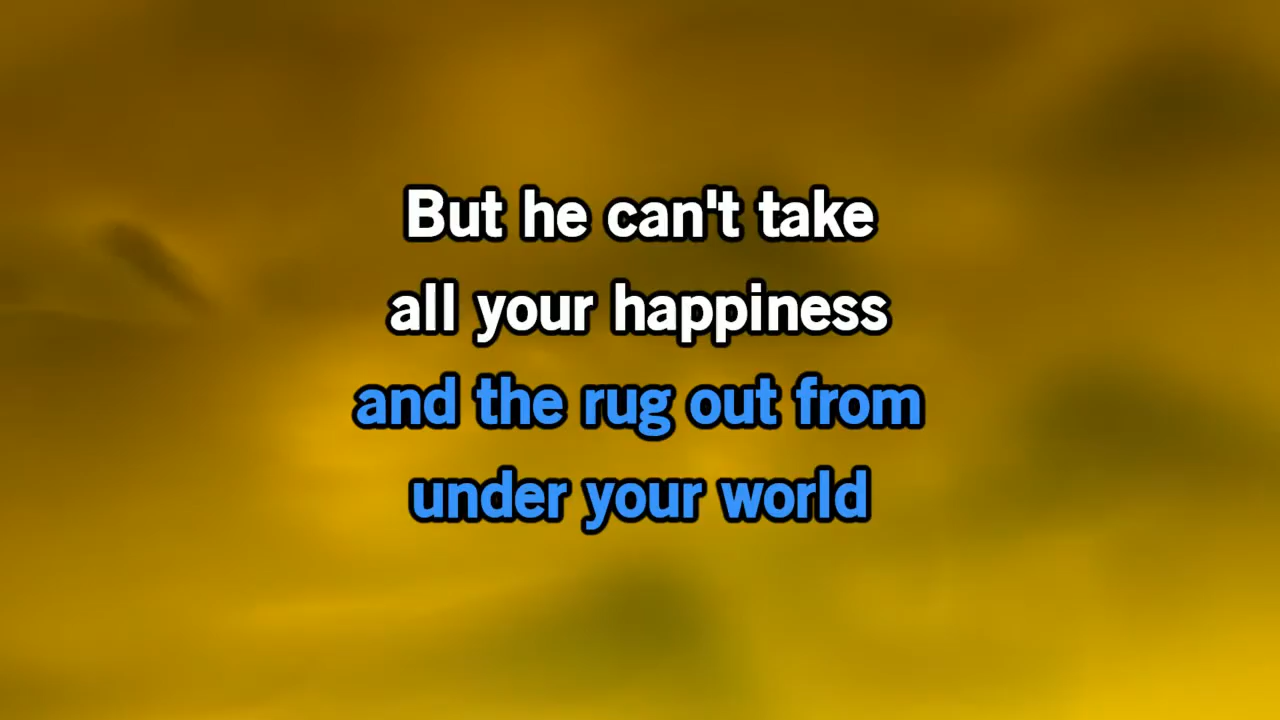 But he can't take
all your happiness
and the rug out from
under your world